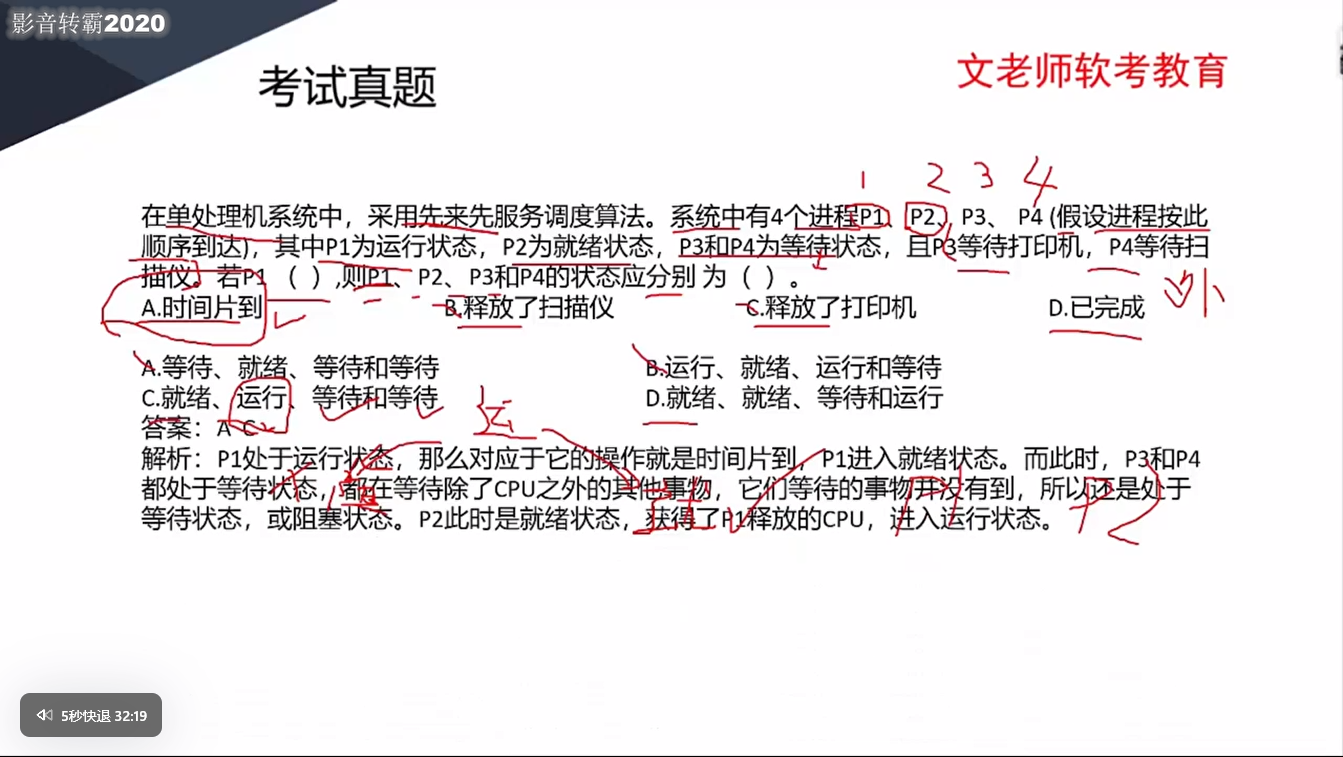 影音转霸2020
考试真题
文老师软考教育
1 2 3 4
在单处理机系统中，采用先来先服务调度算法。系统中有4个进程P1、P2、P3、P4 (假设进程按此
顺序到达)，其中P1为运行状态，P2为就绪状态，P3和P4为等待状态，且P3等待打印机，P4等待扫
描仪。若P1 （ ）,则P1、P2、P3和P4的状态应分别 为（ ）。
A.时间片到 B.释放了扫描仪 C.释放了打印机 D.已完成
A.等待、就绪、等待和等待 B.运行、就绪、运行和等待
C.就绪、运行、等待和等待 D.就绪、就绪、等待和运行
答案：A C
解析：P1处于运行状态，那么对应于它的操作就是时间片到，P1进入就绪状态。而此时，P3和P4
都处于等待状态，都在等待除了CPU之外的其他事物，它们等待的事物并没有到，所以还是处于
等待状态，或阻塞状态。P2此时是就绪状态，获得了P1释放的CPU，进入运行状态。
运
P1 P2
5秒快退 32:19